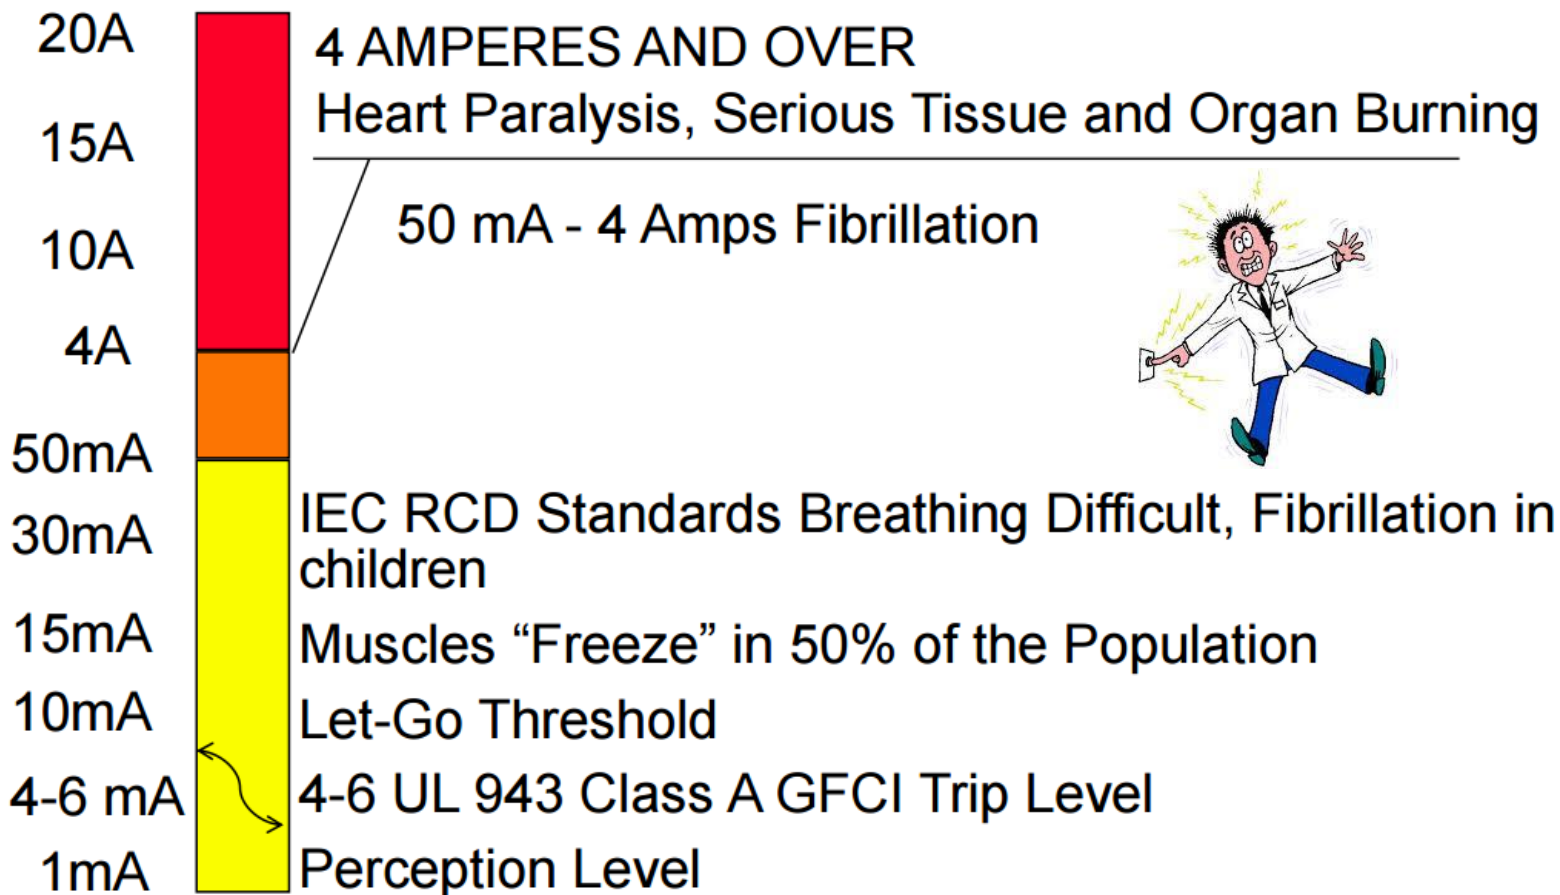 20A
4 AMPERES AND OVER
Heart Paralysis, Serious Tissue and Organ Burning
15A
50 mA - 4 Amps Fibrillation
10A
4A
50mA
IEC RCD Standards Breathing Difficult, Fibrillation in
30mA
children
15mA
Muscles “Freeze” in 50% of the Population
10mA
Let-Go Threshold
4-6 mA
4-6 UL 943 Class A GFCI Trip Level
1mA
Perception Level